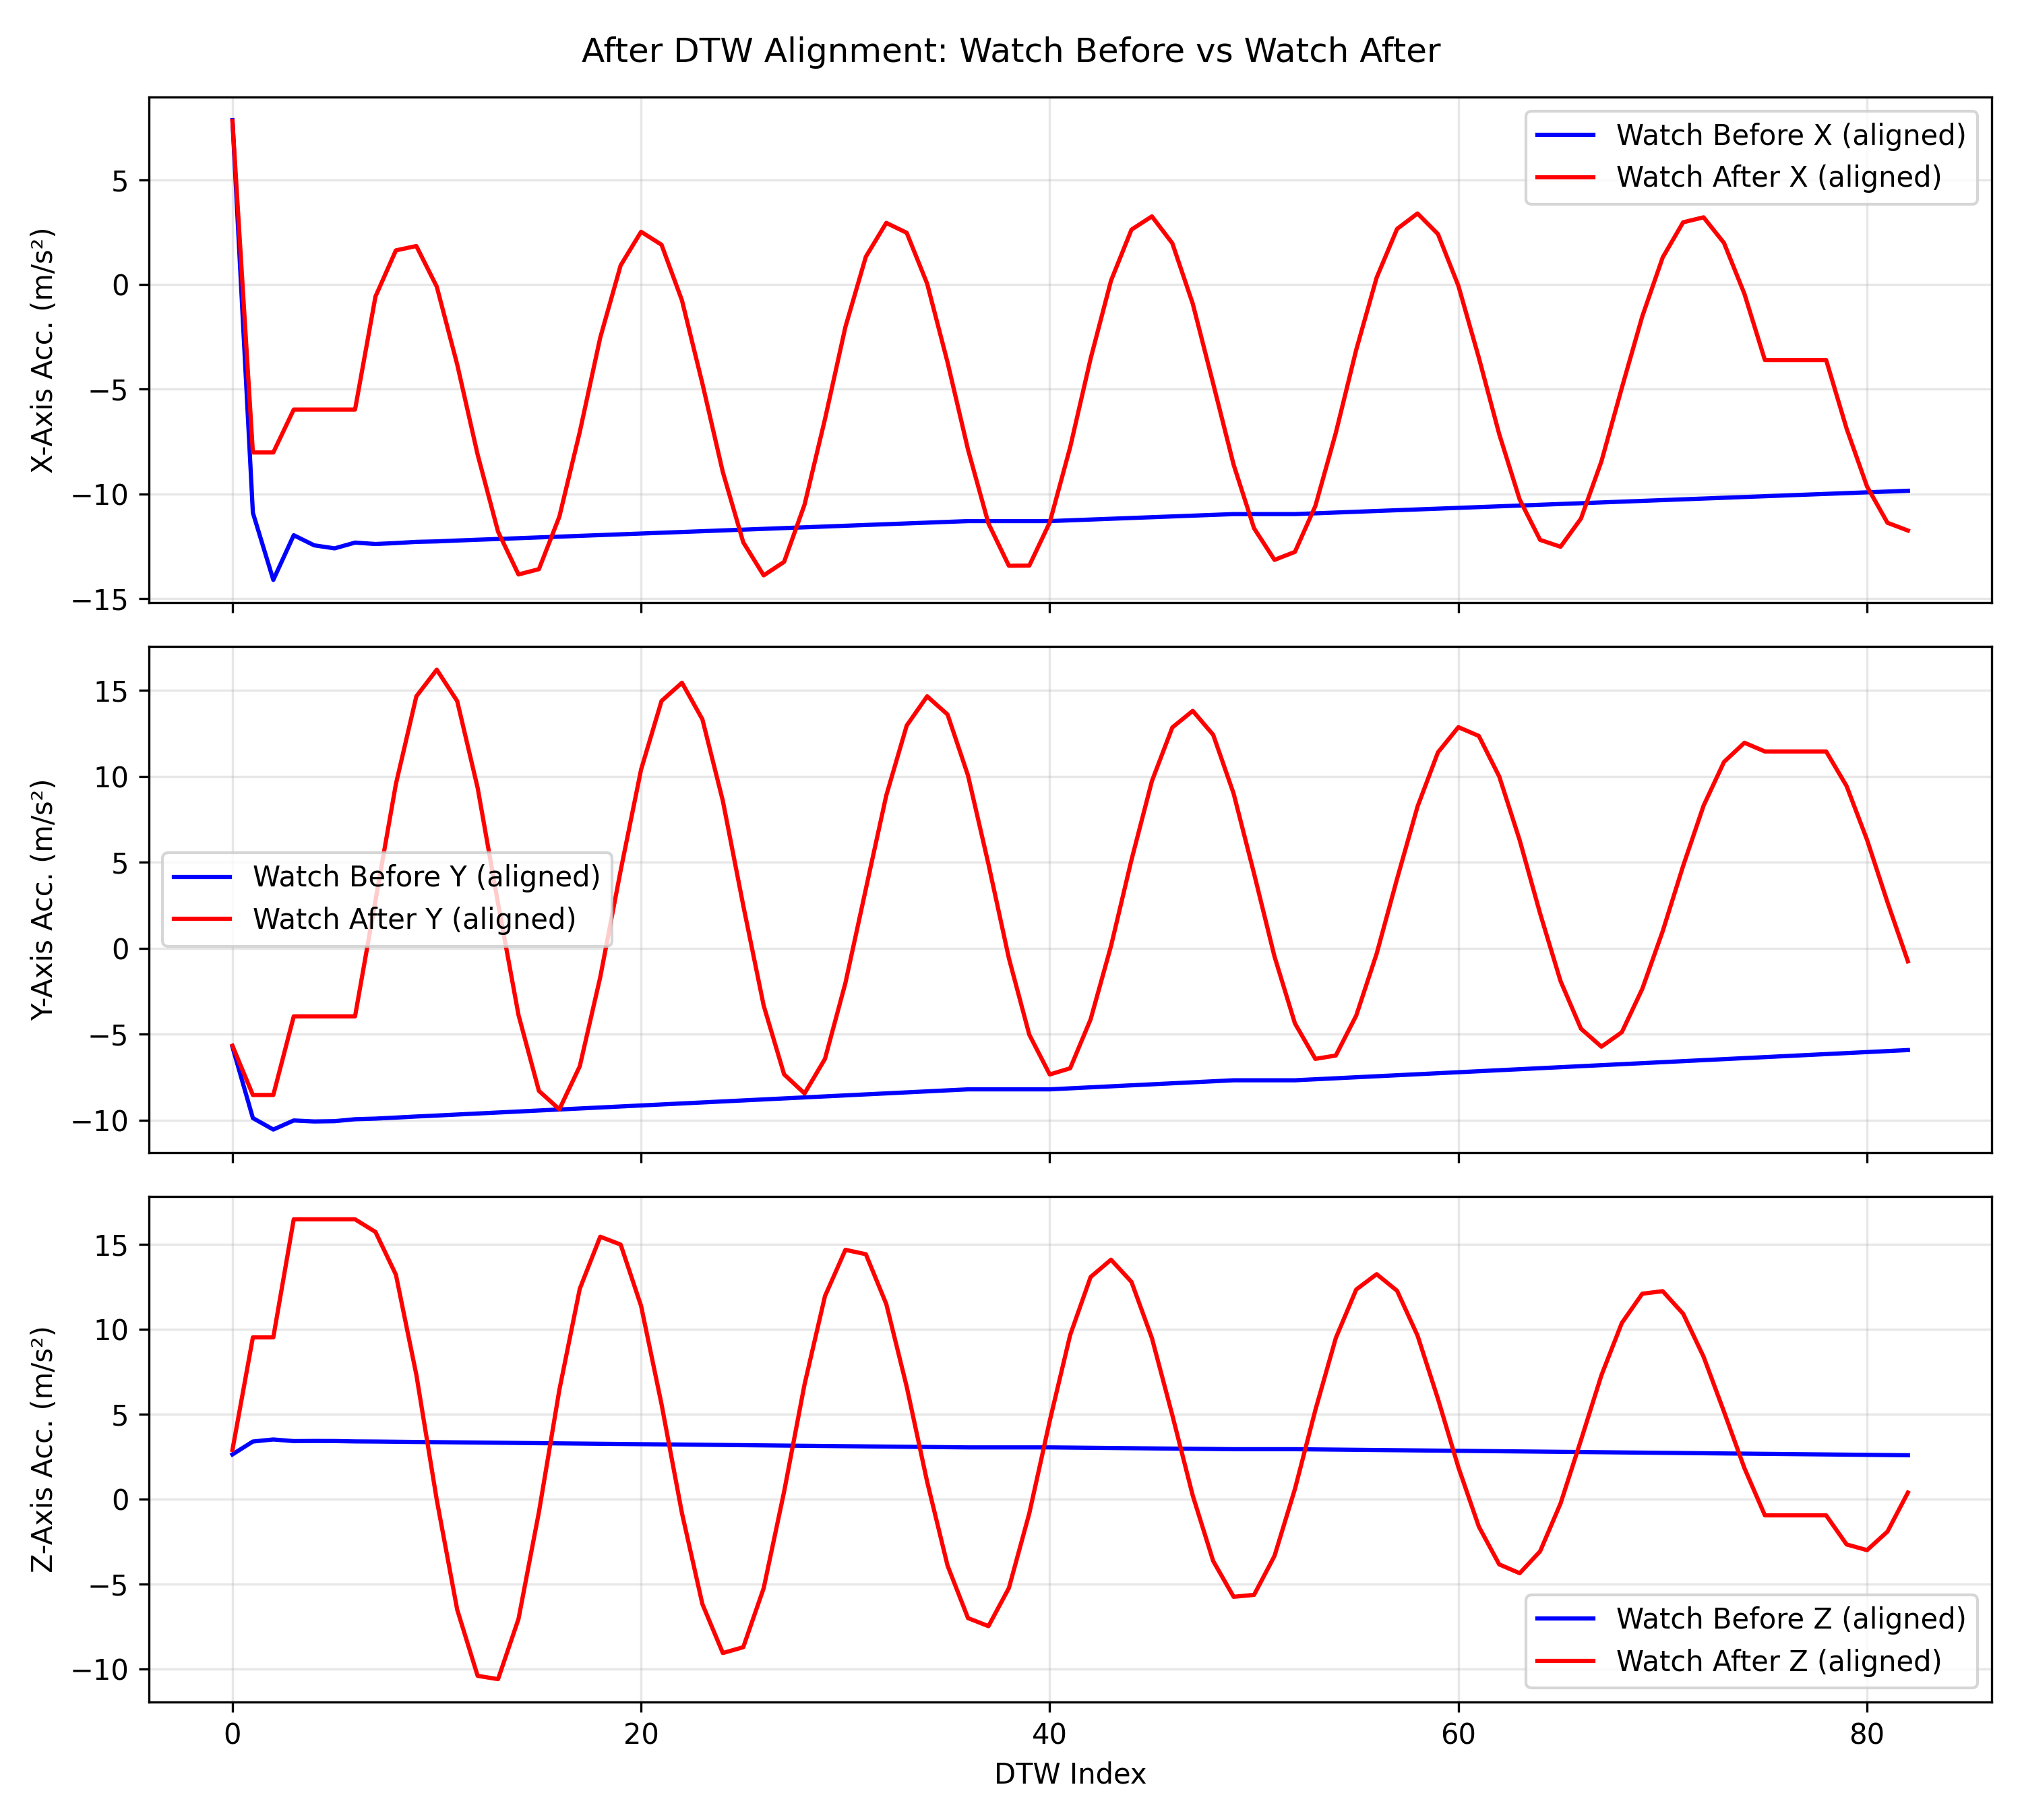 After DTW Alignment: Watch Before vs Watch After
X-Axis Acc. (m/s²)
5
0
−5
−10
−15
Watch Before X (aligned)
Watch After X (aligned)
Y-Axis Acc. (m/s²)
15
10
5
0
−5
−10
Watch Before Y (aligned)
Watch After Y (aligned)
Z-Axis Acc. (m/s²)
15
10
5
0
−5
−10
Watch Before Z (aligned)
Watch After Z (aligned)
0 20 40 60 80
DTW Index